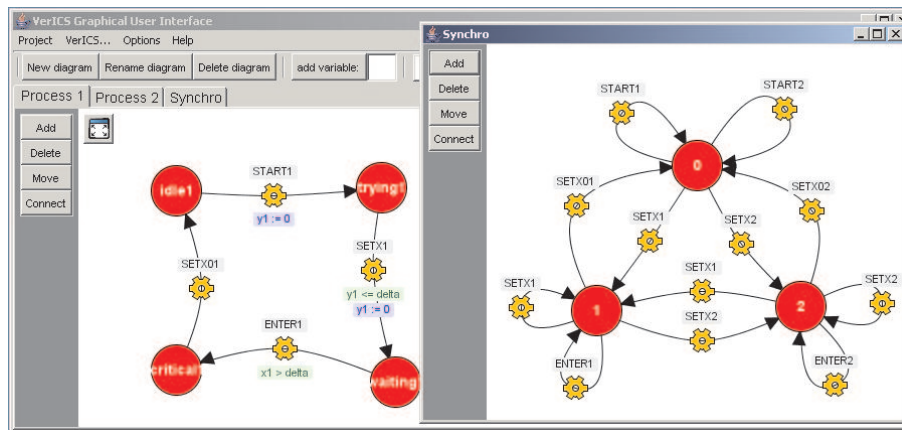 VerICS Graphical User Interface
Project VerICS... Options Help
New diagram Rename diagram Delete diagram add variable:
Process 1 Process 2 Synchro
Add
Delete
Move
Connect
idle1
START1
y1 := 0
trying1
SETX1
y1 <= delta
y1 := 0
SETX01
ENTER1
x1 > delta
critical
waiting
Synchro
Add
Delete
Move
Connect
START1
START2
0
SETX01
SETX02
SETX1
SETX2
SETX1
SETX1
SETX2
1
2
SETX2
ENTER1
ENTER2